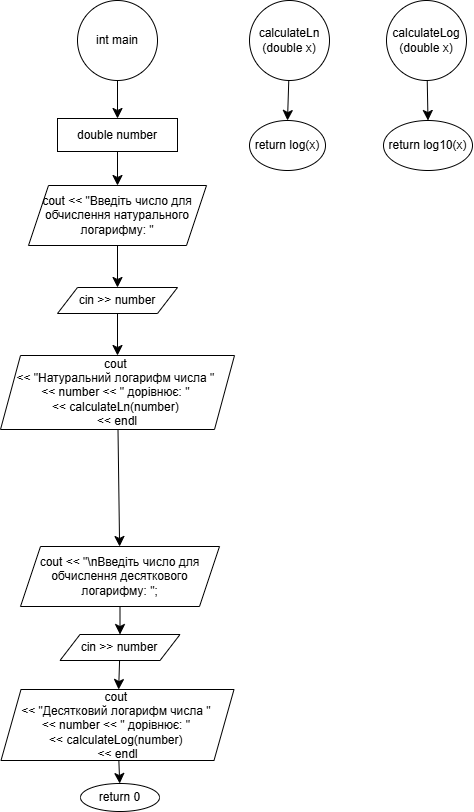 int main
double number
cout << "Введіть число для
обчислення натурального
логарифму: "
cin >> number
cout
<< "Натуральний логарифм числа "
<< number << " дорівнює: "
<< calculateLn(number)
<< endl
cout << "\nВведіть число для
обчислення десяткового
логарифму: ";
cin >> number
cout
<< "Десятковий логарифм числа "
<< number << " дорівнює: "
<< calculateLog(number)
<< endl
return 0
calculateLn
(double x)
return log(x)
calculateLog
(double x)
return log10(x)